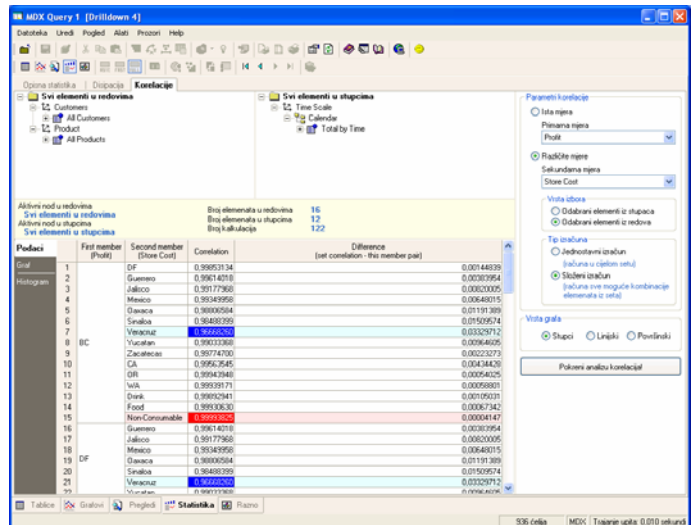 MDX Query 1 [Drilldown 4]
Datoteka Uredi Pogled Alati Prozori Help
Opisna statistika Disipacija Korelacije
Svi elementi u redovima
Customers
All Customers
Product
All Products
Svi elementi u stupcima
Time Scale
Calendar
Total by Time
Aktivni nod u redovima
Svi elementi u redovima
Aktivni nod u stupcima
Svi elementi u stupcima
Broj elemenata u redovima 16
Broj elemenata u stupcima 12
Broj kalkulacija 122
Parametri korelacije
Ista mjera
Primarna mjera
Profit
Različite mjere
Sekundarna mjera
Store Cost
Vrsta izbora
Odabrani elementi iz stupaca
Odabrani elementi iz redova
Tip izračuna
Jednostavni izračun
(računa u cijelom setu)
Složeni izračun
(računa sve moguće kombinacije
elemenata iz seta)
Vrsta grafa
Stupci Linijski Površinski
Pokreni analizu korelacija!
Podaci
Graf
Histogram
First member (Profit) Second member (Store Cost) Correlation Difference (set correlation - this member pair)
1 DF 0,99853134 0,00144839
2 Guerrero 0,99614018 0,00383954
3 Jalisco 0,99177968 0,00820005
4 Mexico 0,99349958 0,00648015
5 Oaxaca 0,98806584 0,01191389
6 Sinaloa 0,98488399 0,01509574
7 Veracruz 0,96668260 0,03329712
8 BC Yucatan 0,99033368 0,00964605
9 Zacatecas 0,99774700 0,00223273
10 CA 0,99563545 0,00434428
11 OR 0,99943948 0,00054025
12 WA 0,99939171 0,00058801
13 Drink 0,99892941 0,00105031
14 Food 0,99930630 0,00067342
15 Non-Consumable 0,99993825 0,00004147
16 Guerrero 0,99614018 0,00383954
17 Jalisco 0,99177968 0,00820005
18 Mexico 0,99349958 0,00648015
19 DF Oaxaca 0,98806584 0,01191389
20 Sinaloa 0,98488399 0,01509574
21 Veracruz 0,96668260 0,03329712
22 Yucatan 0,99033368 0,00964605
Tablice Grafovi Pregledi Statistika Razno
936 ćelija MDX Trajanje upita: 0.010 sekundi